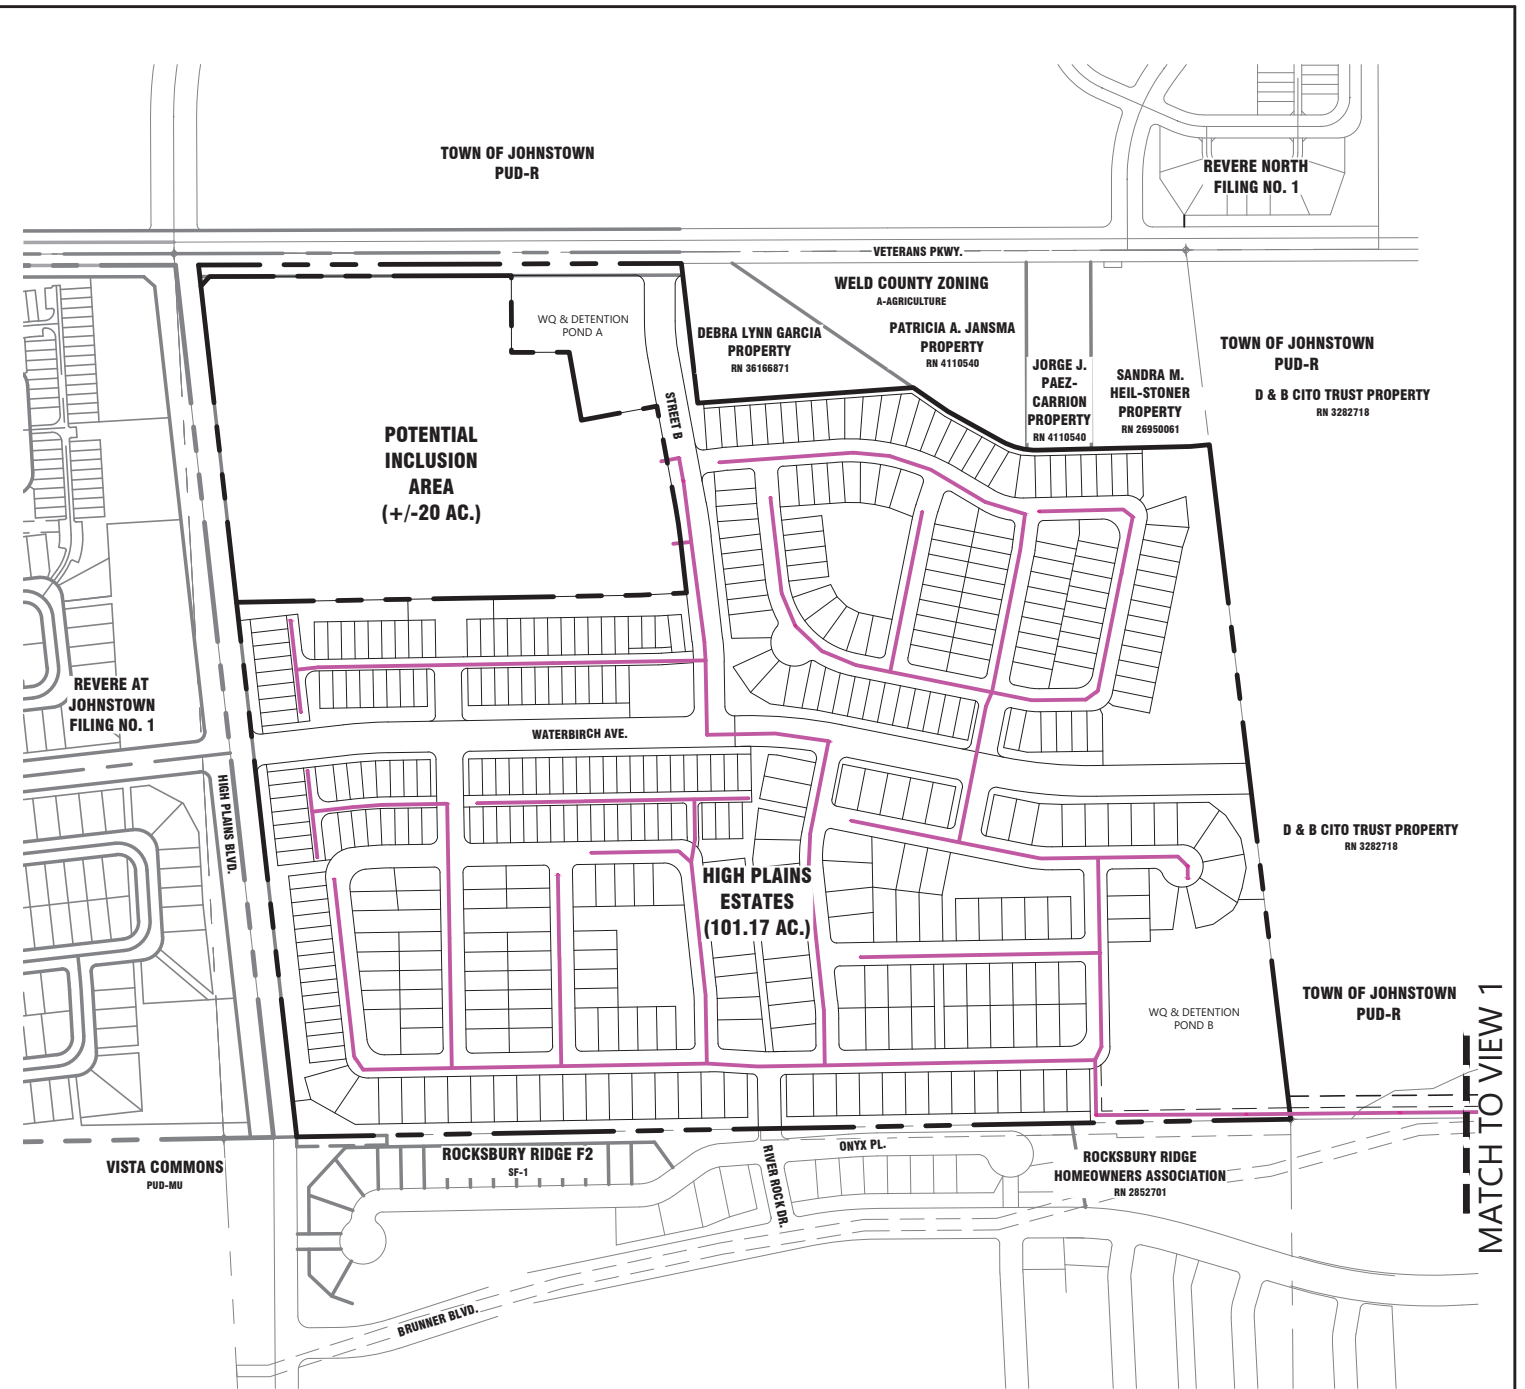 TOWN OF JOHNSTOWN
PUD-R
REVERE NORTH
FILING NO. 1
VETERANS PKWY.
WELD COUNTY ZONING
A-AGRICULTURE
WQ & DETENTION
POND A
DEBRA LYNN GARCIA
PROPERTY
RN 36166871
PATRICIA A. JANSMA
PROPERTY
RN 4110540
JORGE J.
PAEZ-
CARRION
PROPERTY
RN 4110540
SANDRA M.
HEIL-STONER
PROPERTY
RN 26950061
TOWN OF JOHNSTOWN
PUD-R
D & B CITO TRUST PROPERTY
RN 3282718
STREET B
POTENTIAL
INCLUSION
AREA
(+/-20 AC.)
REVERE AT
JOHNSTOWN
FILING NO. 1
WATERBIRCH AVE.
HIGH PLAINS BLVD.
D & B CITO TRUST PROPERTY
RN 3282718
HIGH PLAINS
ESTATES
(101.17 AC.)
WQ & DETENTION
POND B
TOWN OF JOHNSTOWN
PUD-R
MATCH TO VIEW 1
VISTA COMMONS
PUD-MU
ROCKSBURY RIDGE F2
SF-1
ONYX PL.
RIVER ROCK DR.
ROCKSBURY RIDGE
HOMEOWNERS ASSOCIATION
RN 2852701
BRUNNER BLVD.